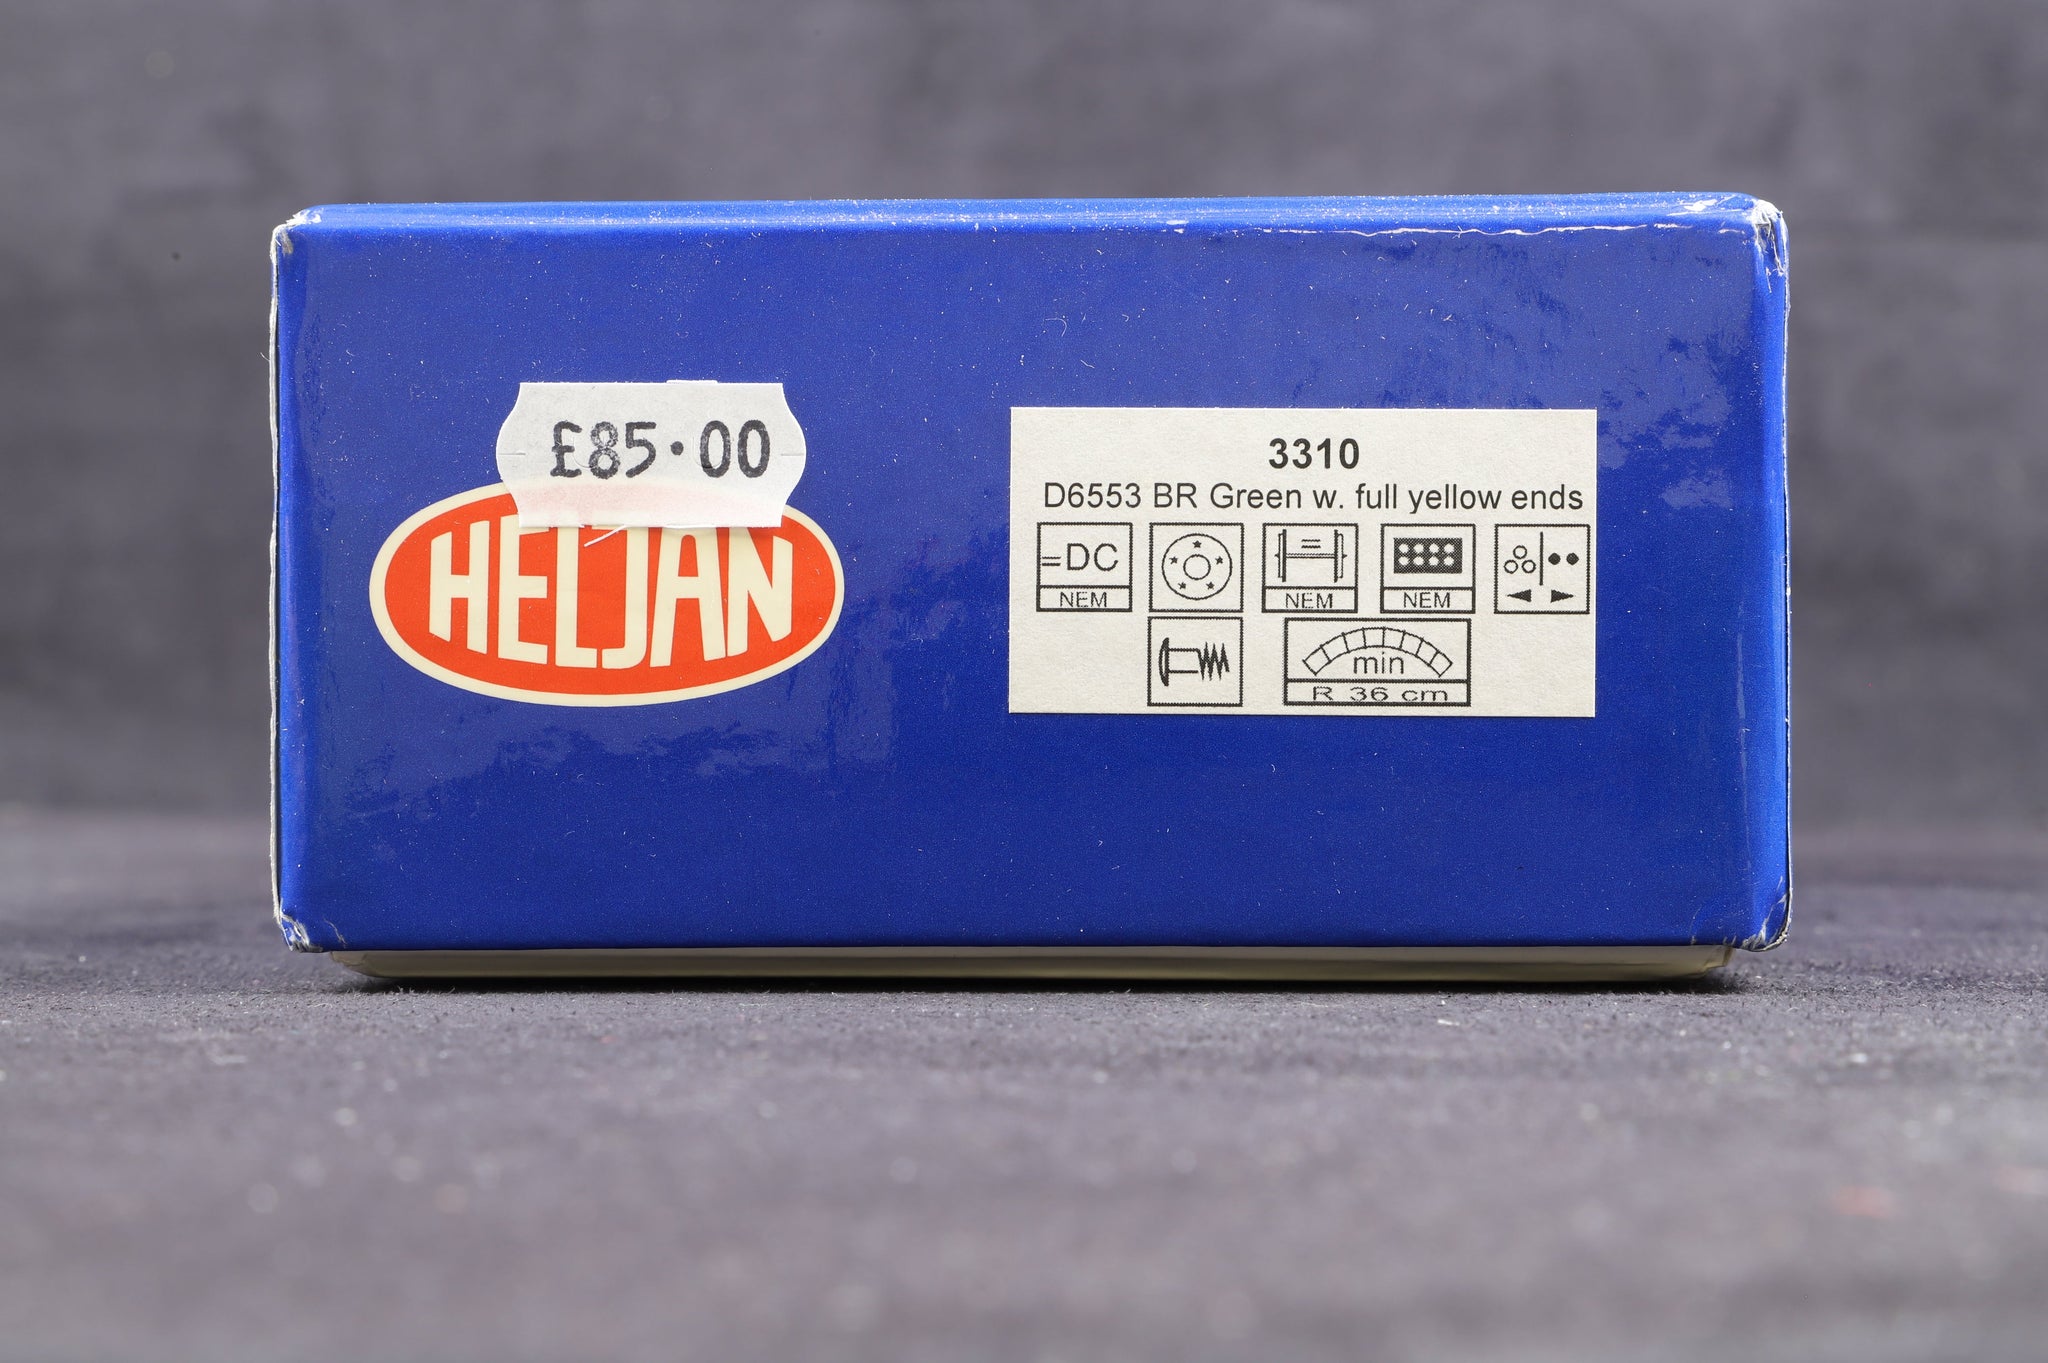 £85.00
HELJAN
3310
D6553 BR Green w. full yellow ends
=DC
NEM
NEM
NEM
min
R 36 cm